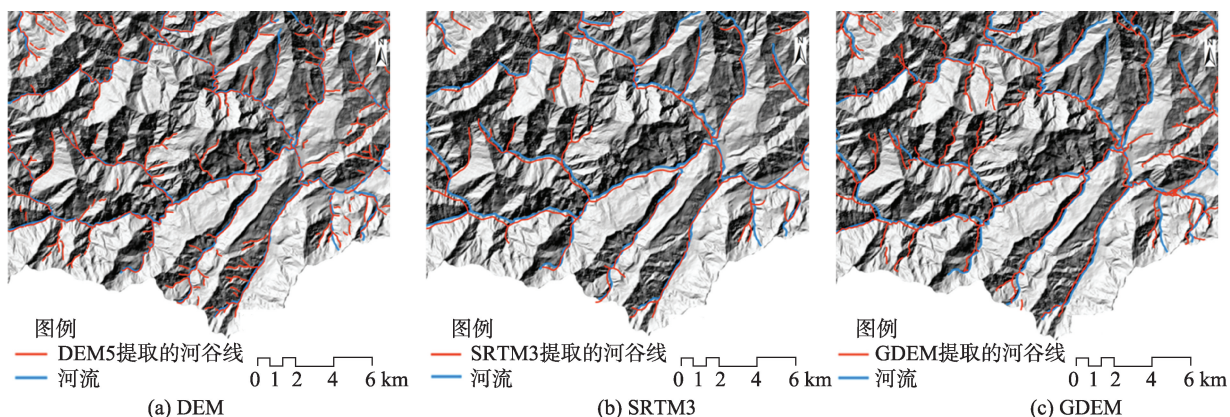 图例
DEM5提取的河谷线
河流
0 1 2 4 6 km
(a) DEM
图例
SRTM3提取的河谷线
河流
0 1 2 4 6 km
(b) SRTM3
图例
GDEM提取的河谷线
河流
0 1 2 4 6 km
(c) GDEM